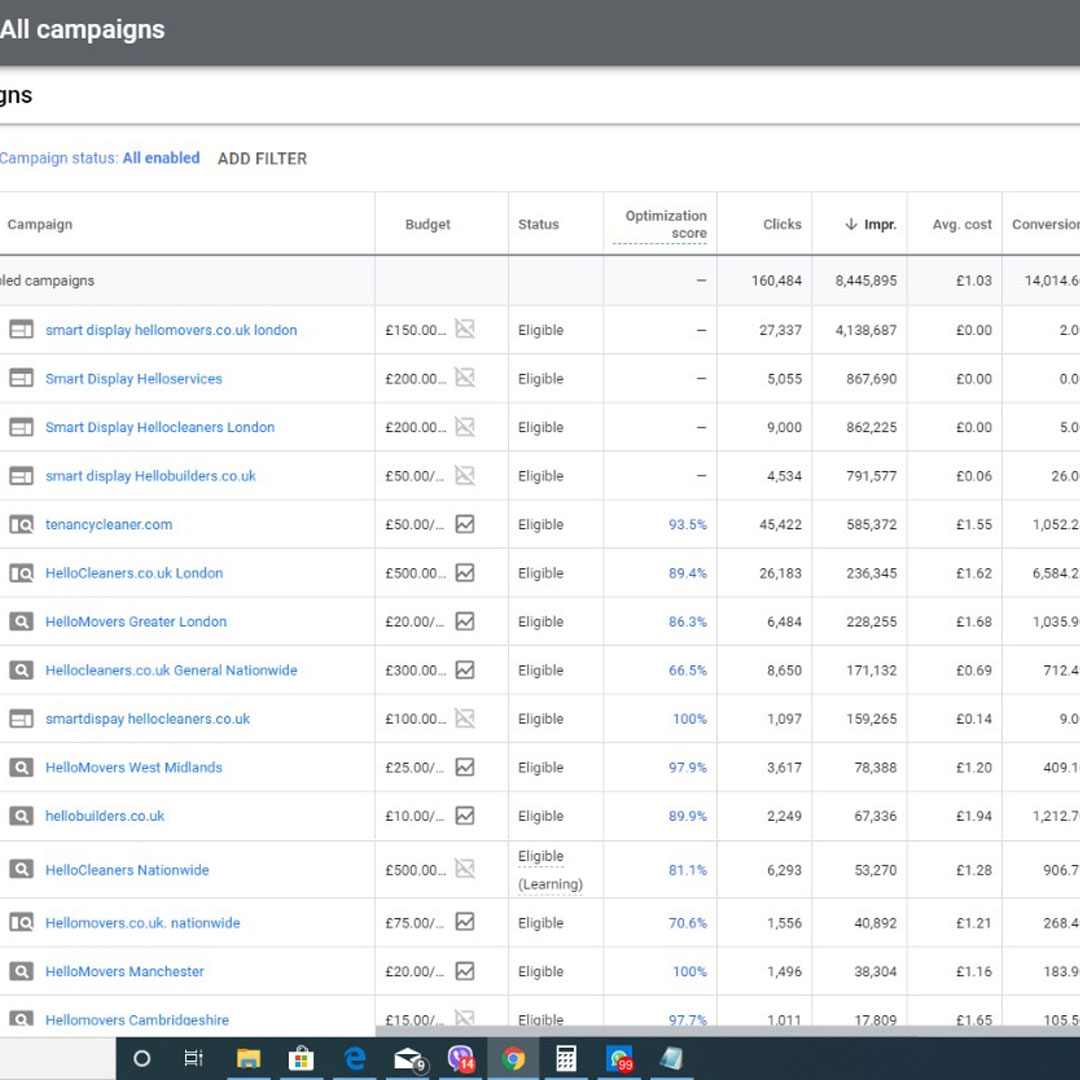 All campaigns
gns
Campaign status: All enabled ADD FILTER
Campaign Budget Status Optimization score Clicks Impr. Avg. cost Conversion
led campaigns — 160,484 8,445,895 £1.03 14,014.6
smart display hellomovers.co.uk london £150.00... Eligible — 27,337 4,138,687 £0.00 2.0
Smart Display Helloservices £200.00... Eligible — 5,055 867,690 £0.00 0.0
Smart Display Hellocleaners London £200.00... Eligible — 9,000 862,225 £0.00 5.0
smart display Hellobuilders.co.uk £50.00/... Eligible — 4,534 791,577 £0.06 26.0
tenancycleaner.com £50.00/... Eligible 93.5% 45,422 585,372 £1.55 1,052.2
HelloCleaners.co.uk London £500.00... Eligible 89.4% 26,183 236,345 £1.62 6,584.2
HelloMovers Greater London £20.00/... Eligible 86.3% 6,484 228,255 £1.68 1,035.9
Hellocleaners.co.uk General Nationwide £300.00... Eligible 66.5% 8,650 171,132 £0.69 712.4
smartdispay hellocleaners.co.uk £100.00... Eligible 100% 1,097 159,265 £0.14 9.0
HelloMovers West Midlands £25.00/... Eligible 97.9% 3,617 78,388 £1.20 409.1
hellobuilders.co.uk £10.00/... Eligible 89.9% 2,249 67,336 £1.94 1,212.7
HelloCleaners Nationwide £500.00... Eligible (Learning) 81.1% 6,293 53,270 £1.28 906.7
Hellomovers.co.uk. nationwide £75.00/... Eligible 70.6% 1,556 40,892 £1.21 268.4
HelloMovers Manchester £20.00/... Eligible 100% 1,496 38,304 £1.16 183.9
Hellomovers Cambridgeshire £15.00/... Eligible 97.7% 1,011 17,809 £1.65 105.5
9 14 99